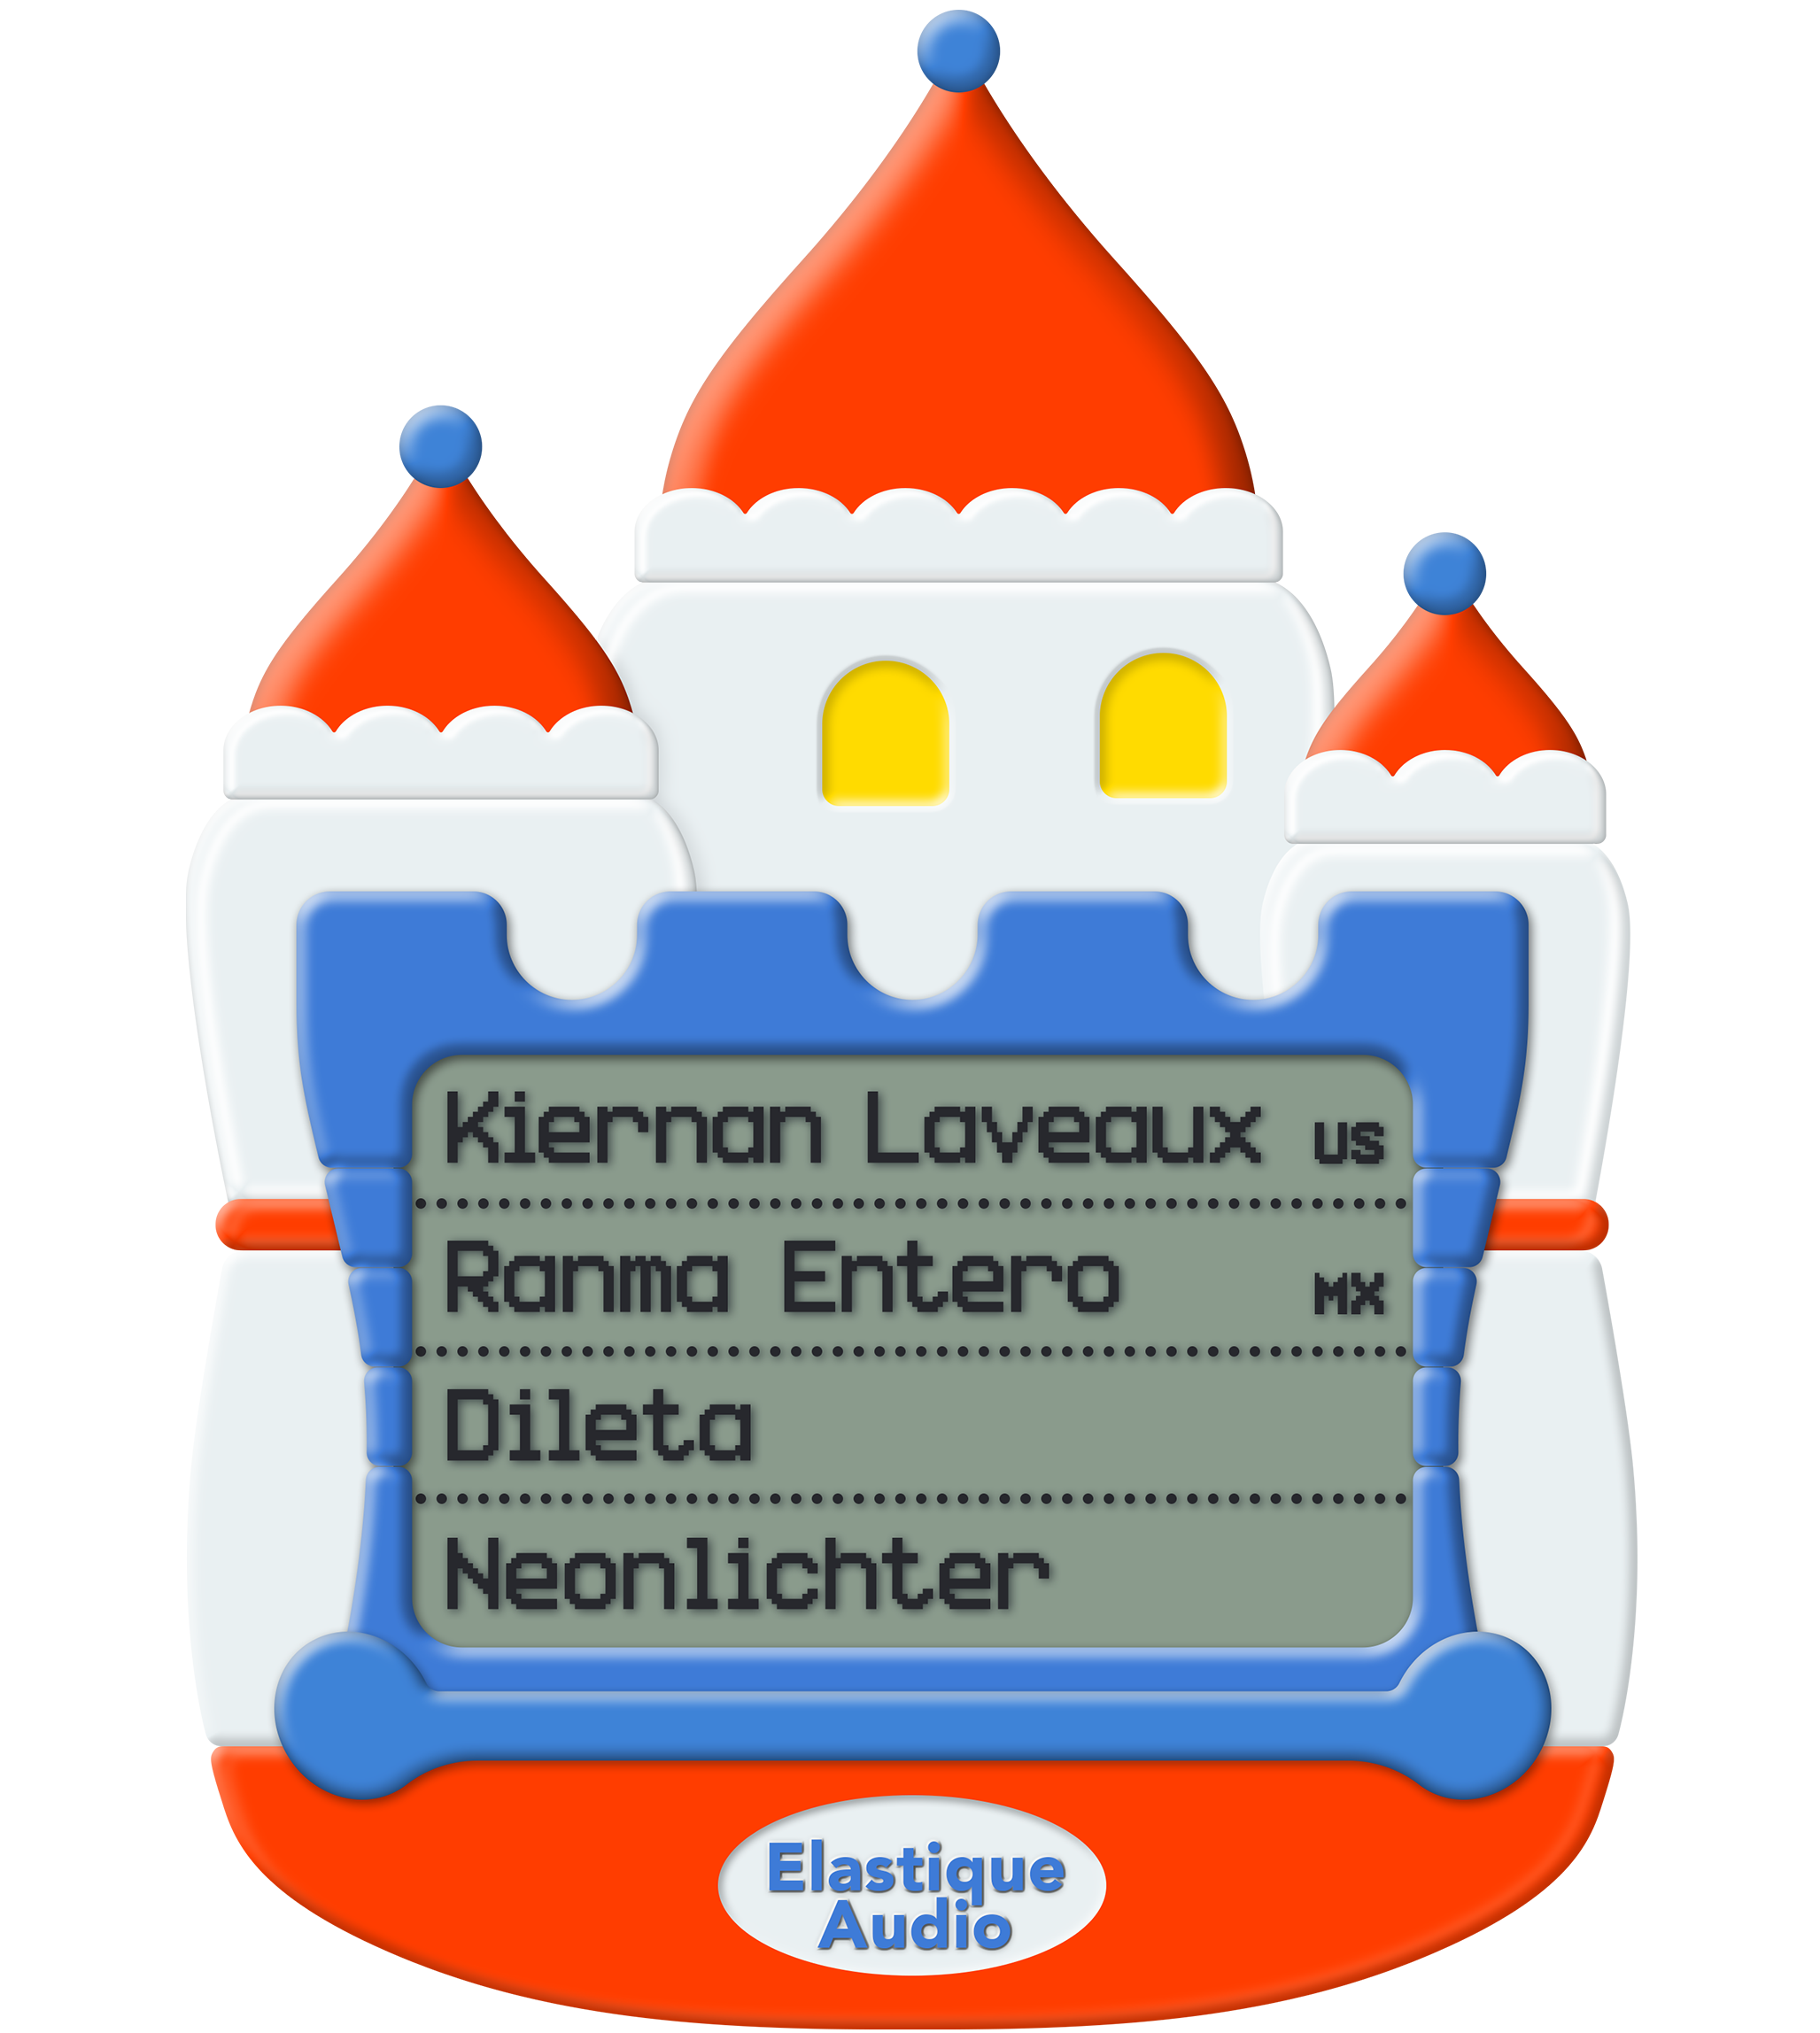 Kiernan Laveaux US
Ranma Entero MX
Dileta
Neonlichter
Elastique
Audio